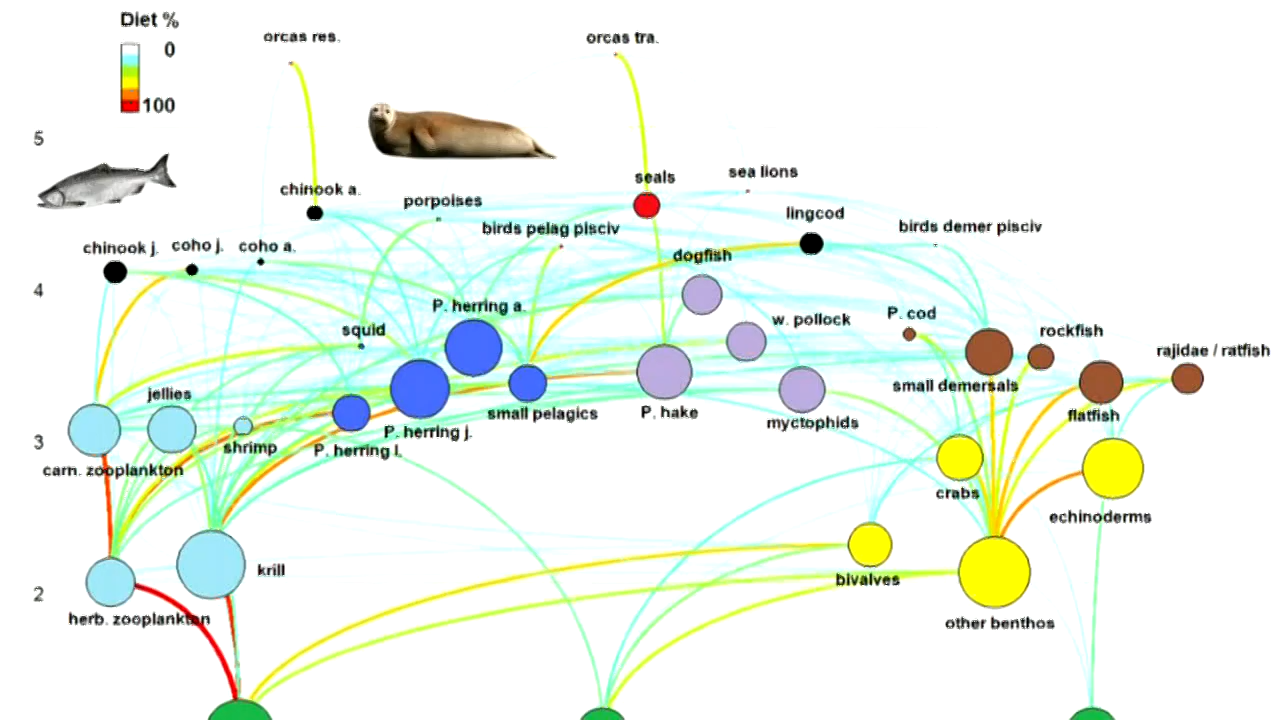 Diet %
0
100
orcas res.
orcas tra.
5
seals
sea lions
chinook a.
porpoises
lingcod
birds pelag pisciv
birds demer pisciv
chinook j.
coho j.
coho a.
dogfish
4
P. herring a.
squid
w. pollock
P. cod
rockfish
rajidae / ratfish
small demersals
jellies
small pelagics
P. hake
flatfish
myctophids
P. herring j.
3
shrimp
P. herring l.
carn. zooplankton
crabs
echinoderms
krill
bivalves
2
herb. zooplankton
other benthos